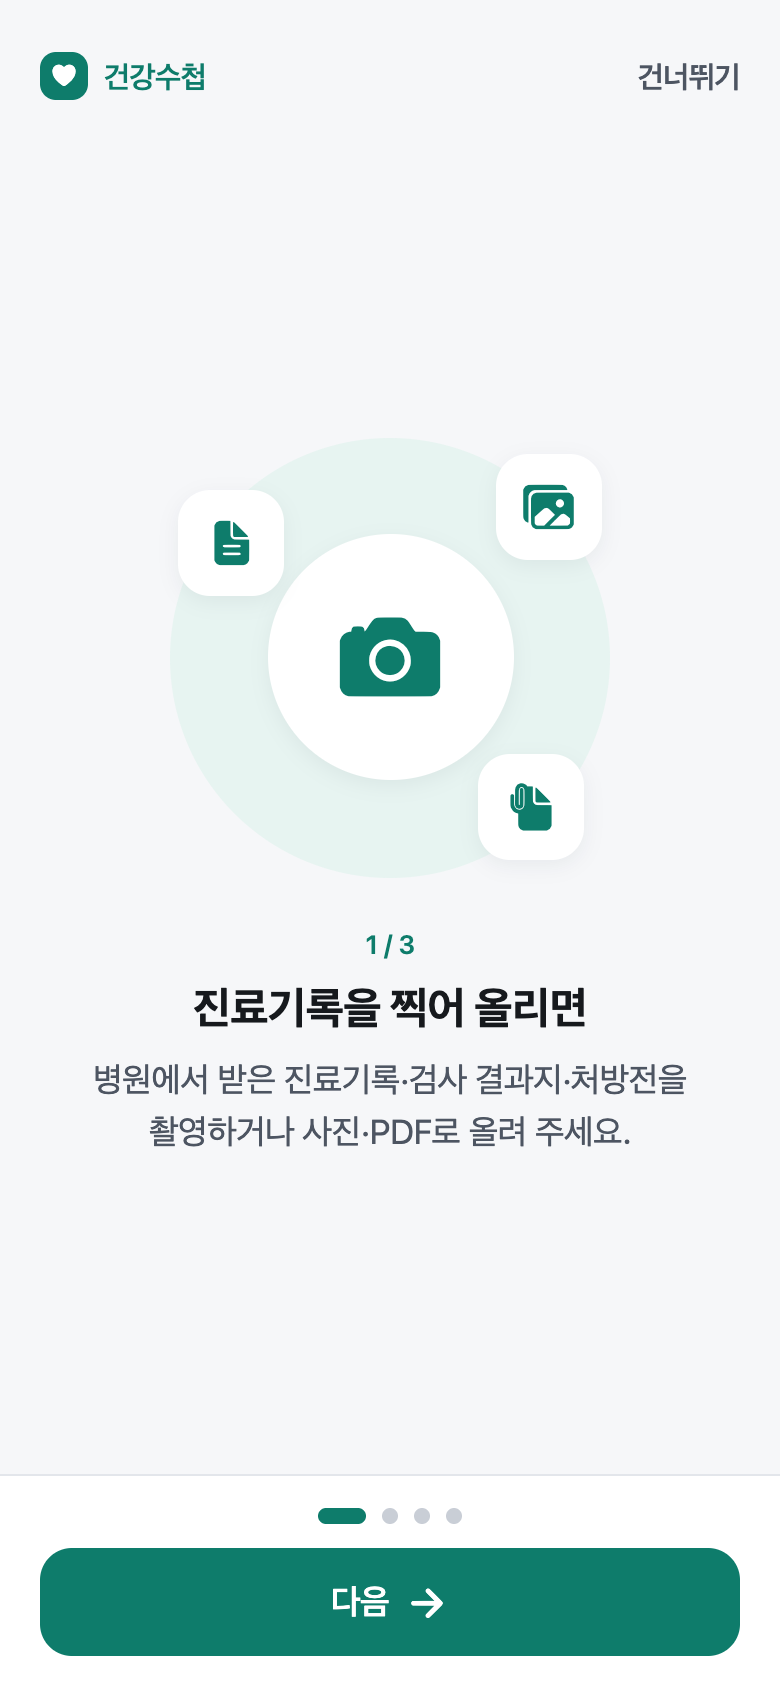 건강수첩
건너뛰기
1 / 3
진료기록을 찍어 올리면
병원에서 받은 진료기록·검사 결과지·처방전을
촬영하거나 사진·PDF로 올려 주세요.
다음 →